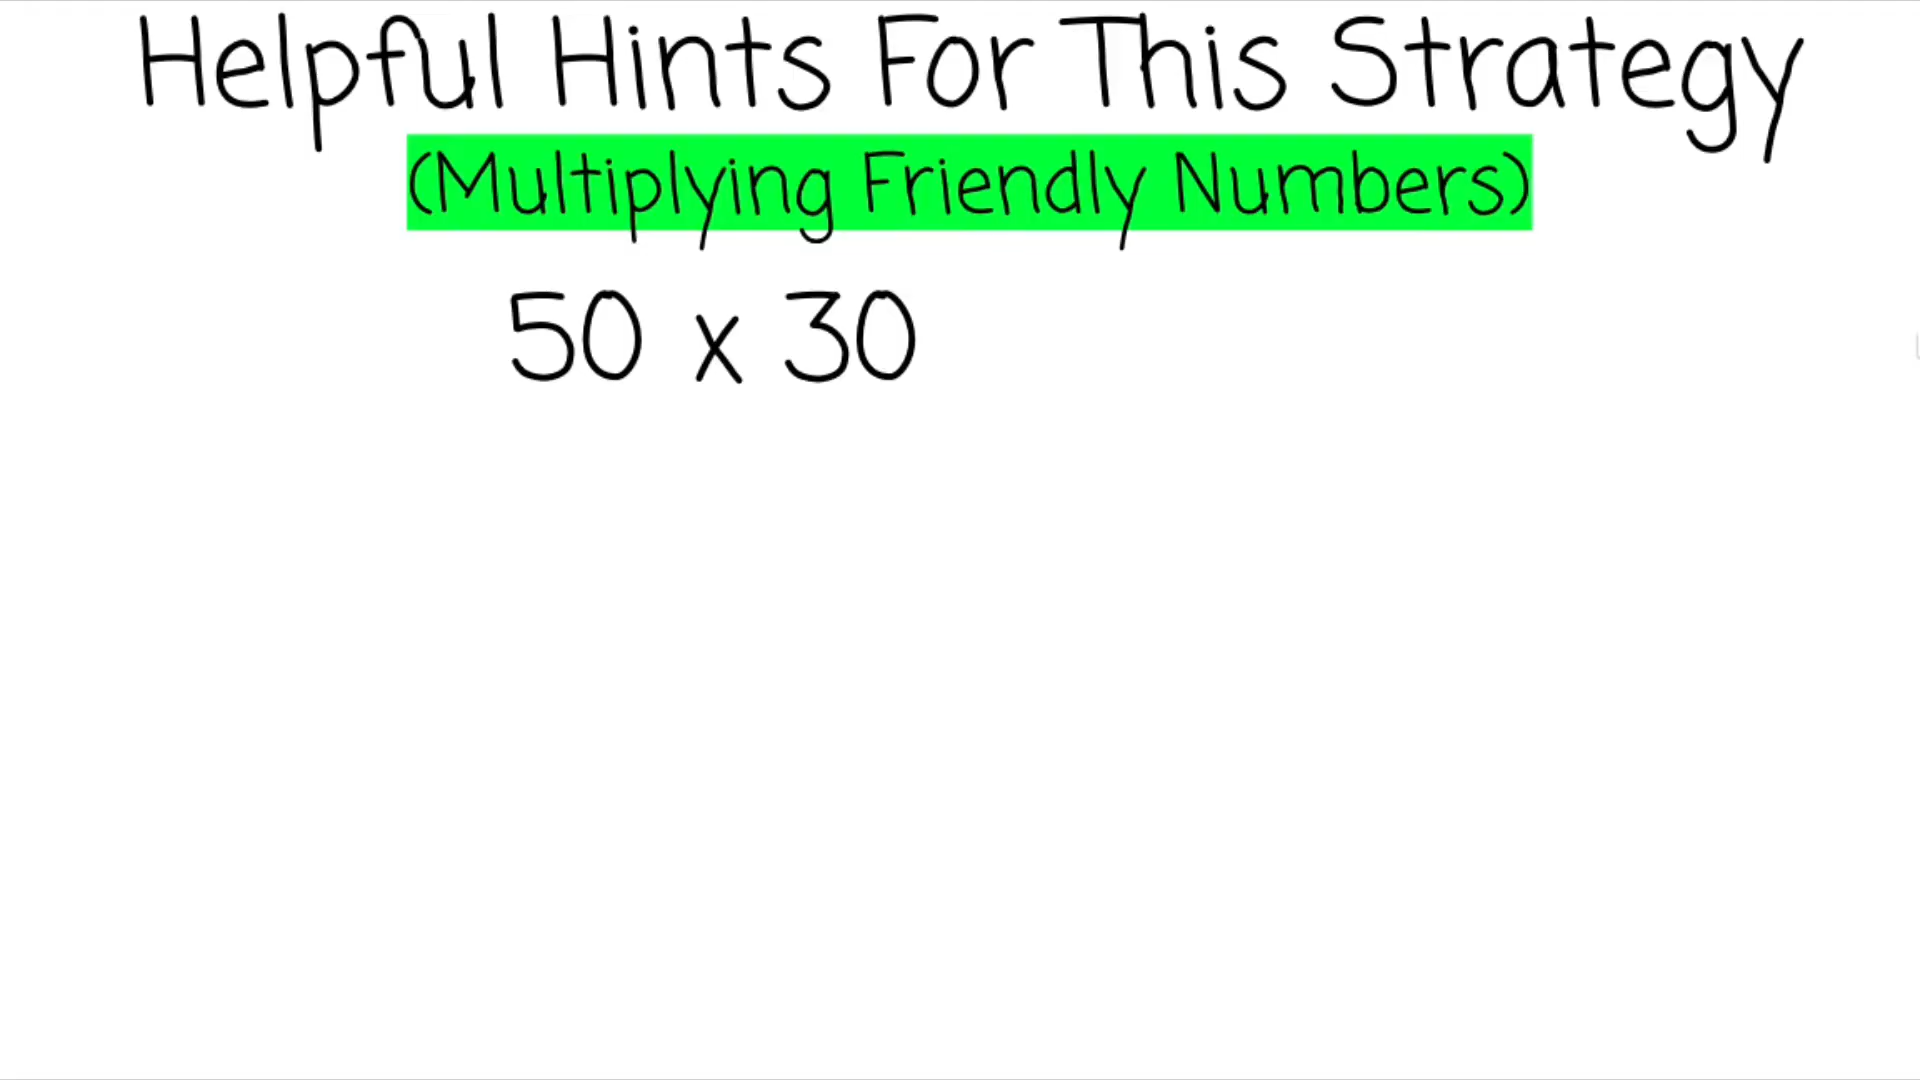 Helpful Hints For This Strategy
(Multiplying Friendly Numbers)
50 x 30